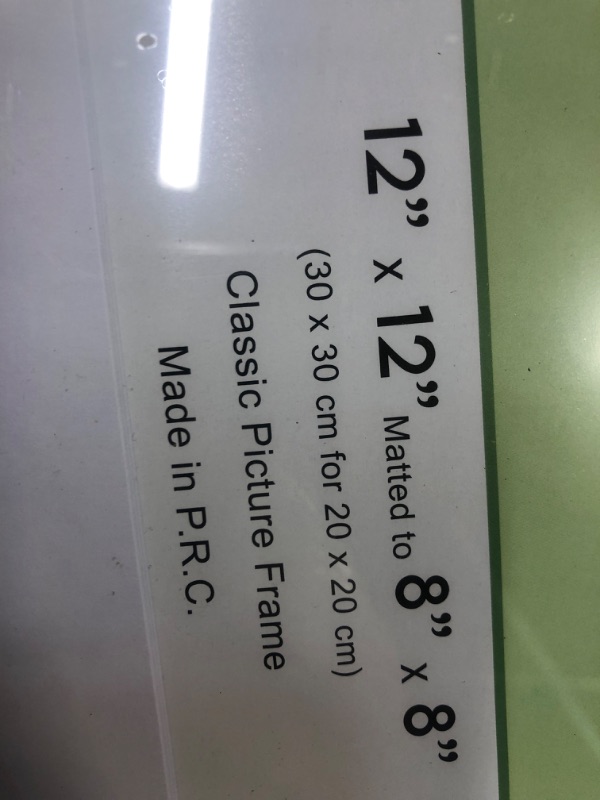 12” x 12” Matted to 8” x 8”
(30 x 30 cm for 20 x 20 cm)
Classic Picture Frame
Made in P.R.C.